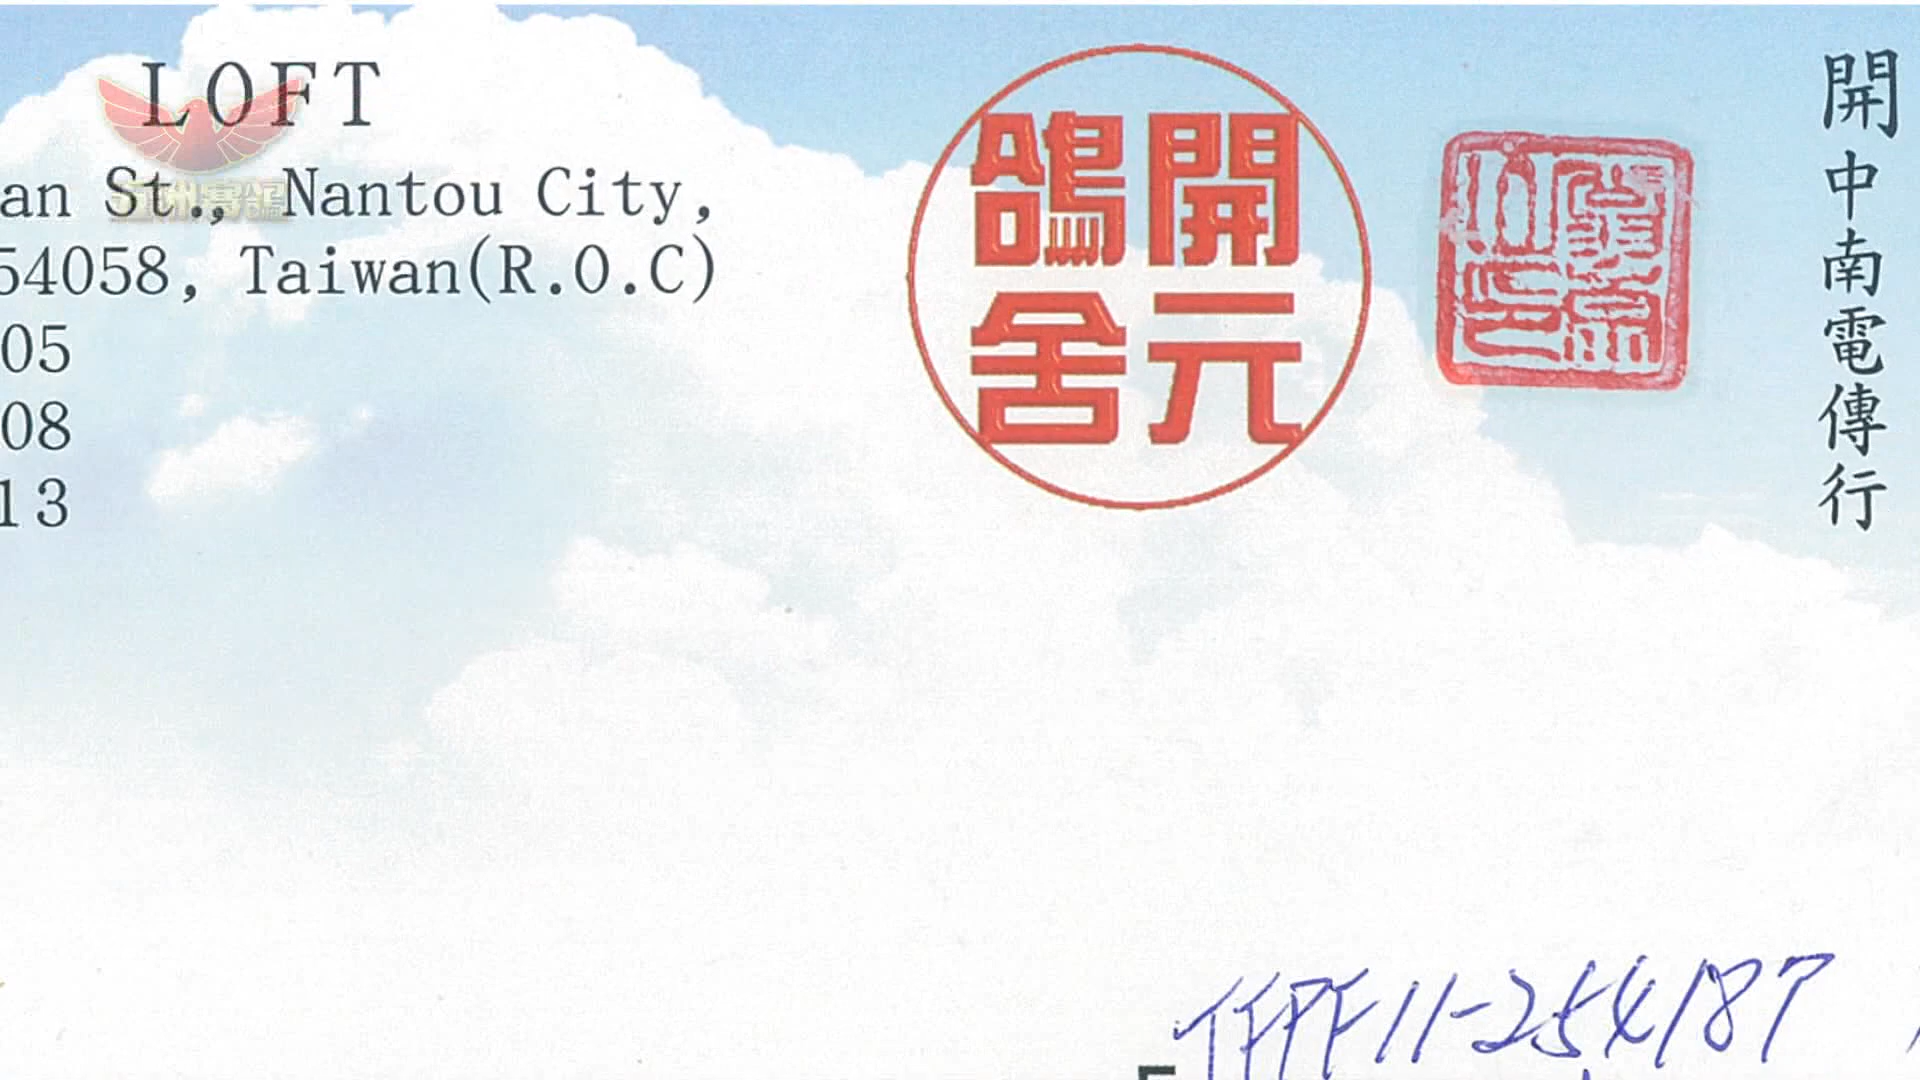 LOFT
an St., Nantou City,
54058, Taiwan(R.O.C)
05
08
13
開元
鴿舍
開中南電傳行
11-254187